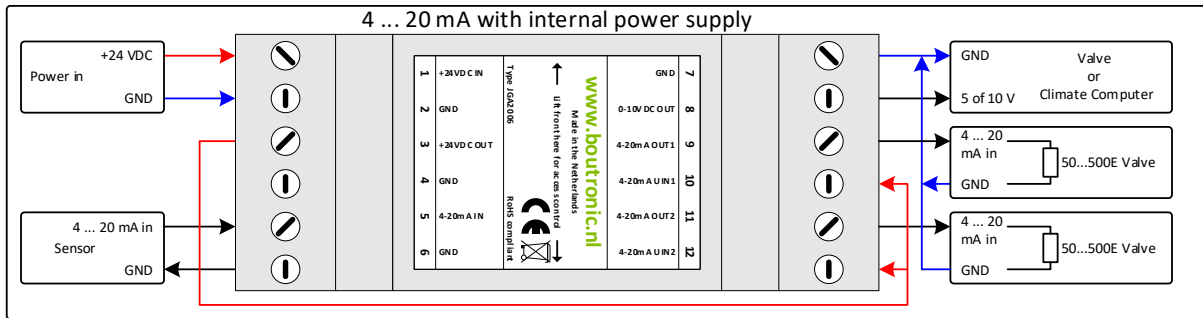 4 ... 20 mA with internal power supply
+24 VDC
Power in
GND
4 ... 20 mA in
Sensor
GND
1 +24VDC IN
2 GND
3 +24VDC OUT
4 GND
5 4-20mA IN
6 GND
Type JGA2006
RoHS compliant
Lift front here for access control
Made in the Netherlands
www.boutronic.nl
CE
GND 7
0-10VDC OUT 8
4-20mA OUT1 9
4-20mA UIN1 10
4-20mA OUT2 11
4-20mA UIN2 12
GND
Valve
or
Climate Computer
5 of 10 V
4 ... 20
mA in
50...500E Valve
GND
4 ... 20
mA in
50...500E Valve
GND